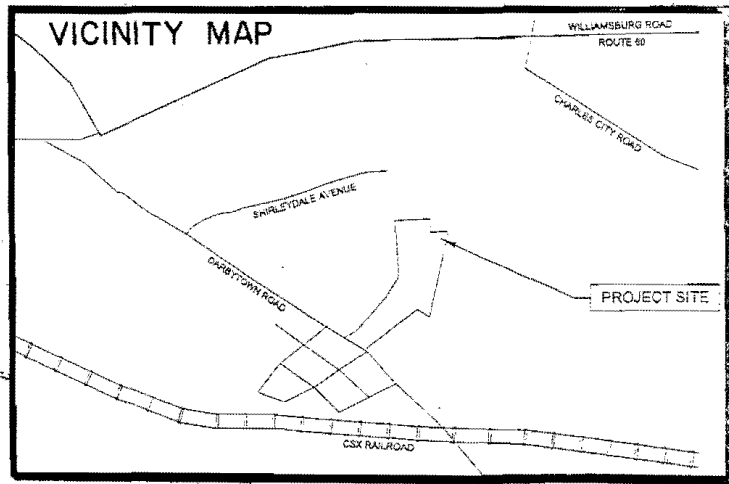 VICINITY MAP
WILLIAMSBURG ROAD
ROUTE 60
CHARLES CITY ROAD
SHIRLEYDALE AVENUE
DARBYTOWN ROAD
PROJECT SITE
CSX RAILROAD